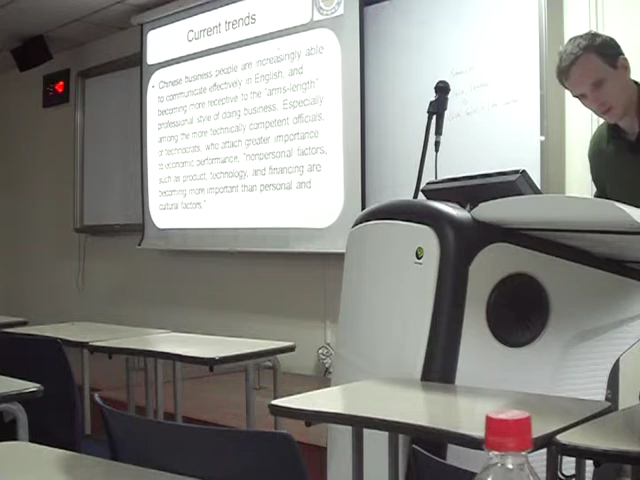 Current trends
• Chinese business people are increasingly able
to communicate effectively in English, and
becoming more receptive to the "arms-length"
professional style of doing business. Especially
among the more technically competent officials,
or technocrats, who attach greater importance
to economic performance, "nonpersonal factors,
such as product, technology, and financing are
becoming more important than personal and
cultural factors."